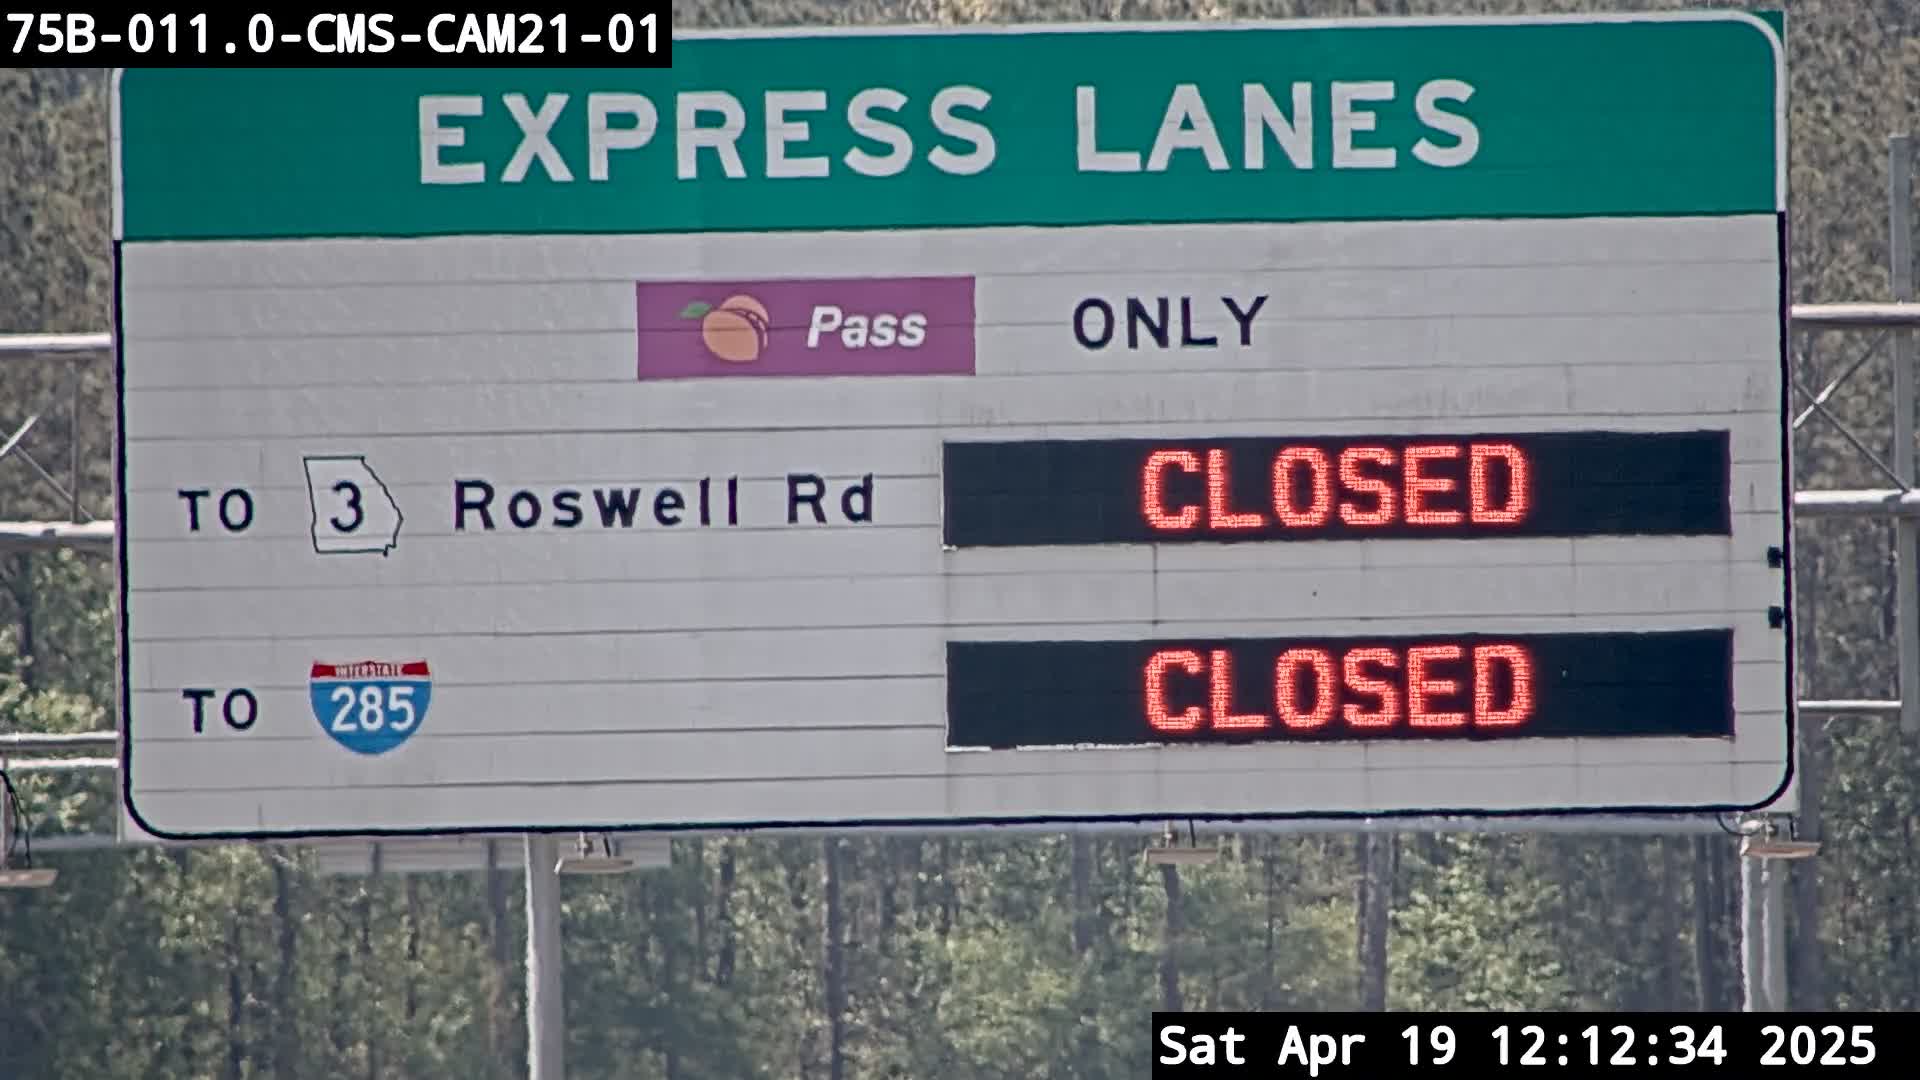 75B-011.0-CMS-CAM21-01
EXPRESS LANES
Pass ONLY
TO 3 Roswell Rd CLOSED
TO INTERSTATE 285 CLOSED
Sat Apr 19 12:12:34 2025